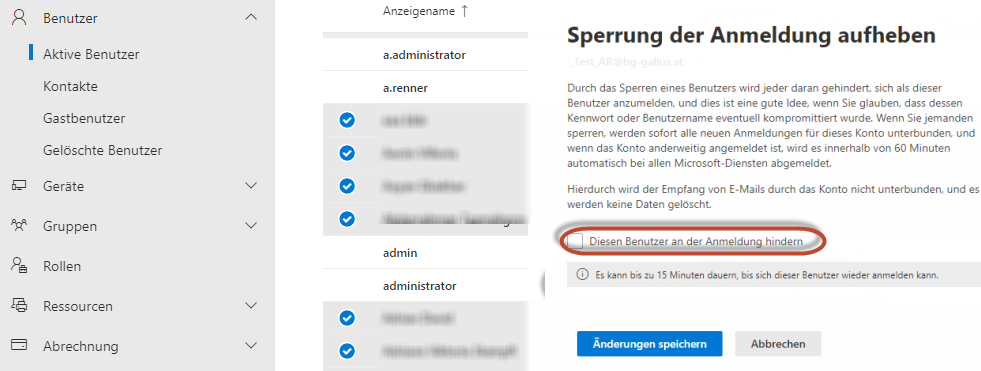 Benutzer
Aktive Benutzer
Kontakte
Gastbenutzer
Gelöschte Benutzer
Geräte
Gruppen
Rollen
Ressourcen
Abrechnung
Anzeigename ↑
a.administrator
a.renner
admin
administrator
Sperrung der Anmeldung aufheben
_Test_AR@bg-gallus.at
Durch das Sperren eines Benutzers wird jeder daran gehindert, sich als dieser
Benutzer anzumelden, und dies ist eine gute Idee, wenn Sie glauben, dass dessen
Kennwort oder Benutzername eventuell kompromittiert wurde. Wenn Sie jemanden
sperren, werden sofort alle neuen Anmeldungen für dieses Konto unterbunden, und
wenn das Konto anderweitig angemeldet ist, wird es innerhalb von 60 Minuten
automatisch bei allen Microsoft-Diensten abgemeldet.
Hierdurch wird der Empfang von E-Mails durch das Konto nicht unterbunden, und es
werden keine Daten gelöscht.
Diesen Benutzer an der Anmeldung hindern
Es kann bis zu 15 Minuten dauern, bis sich dieser Benutzer wieder anmelden kann.
Änderungen speichern
Abbrechen